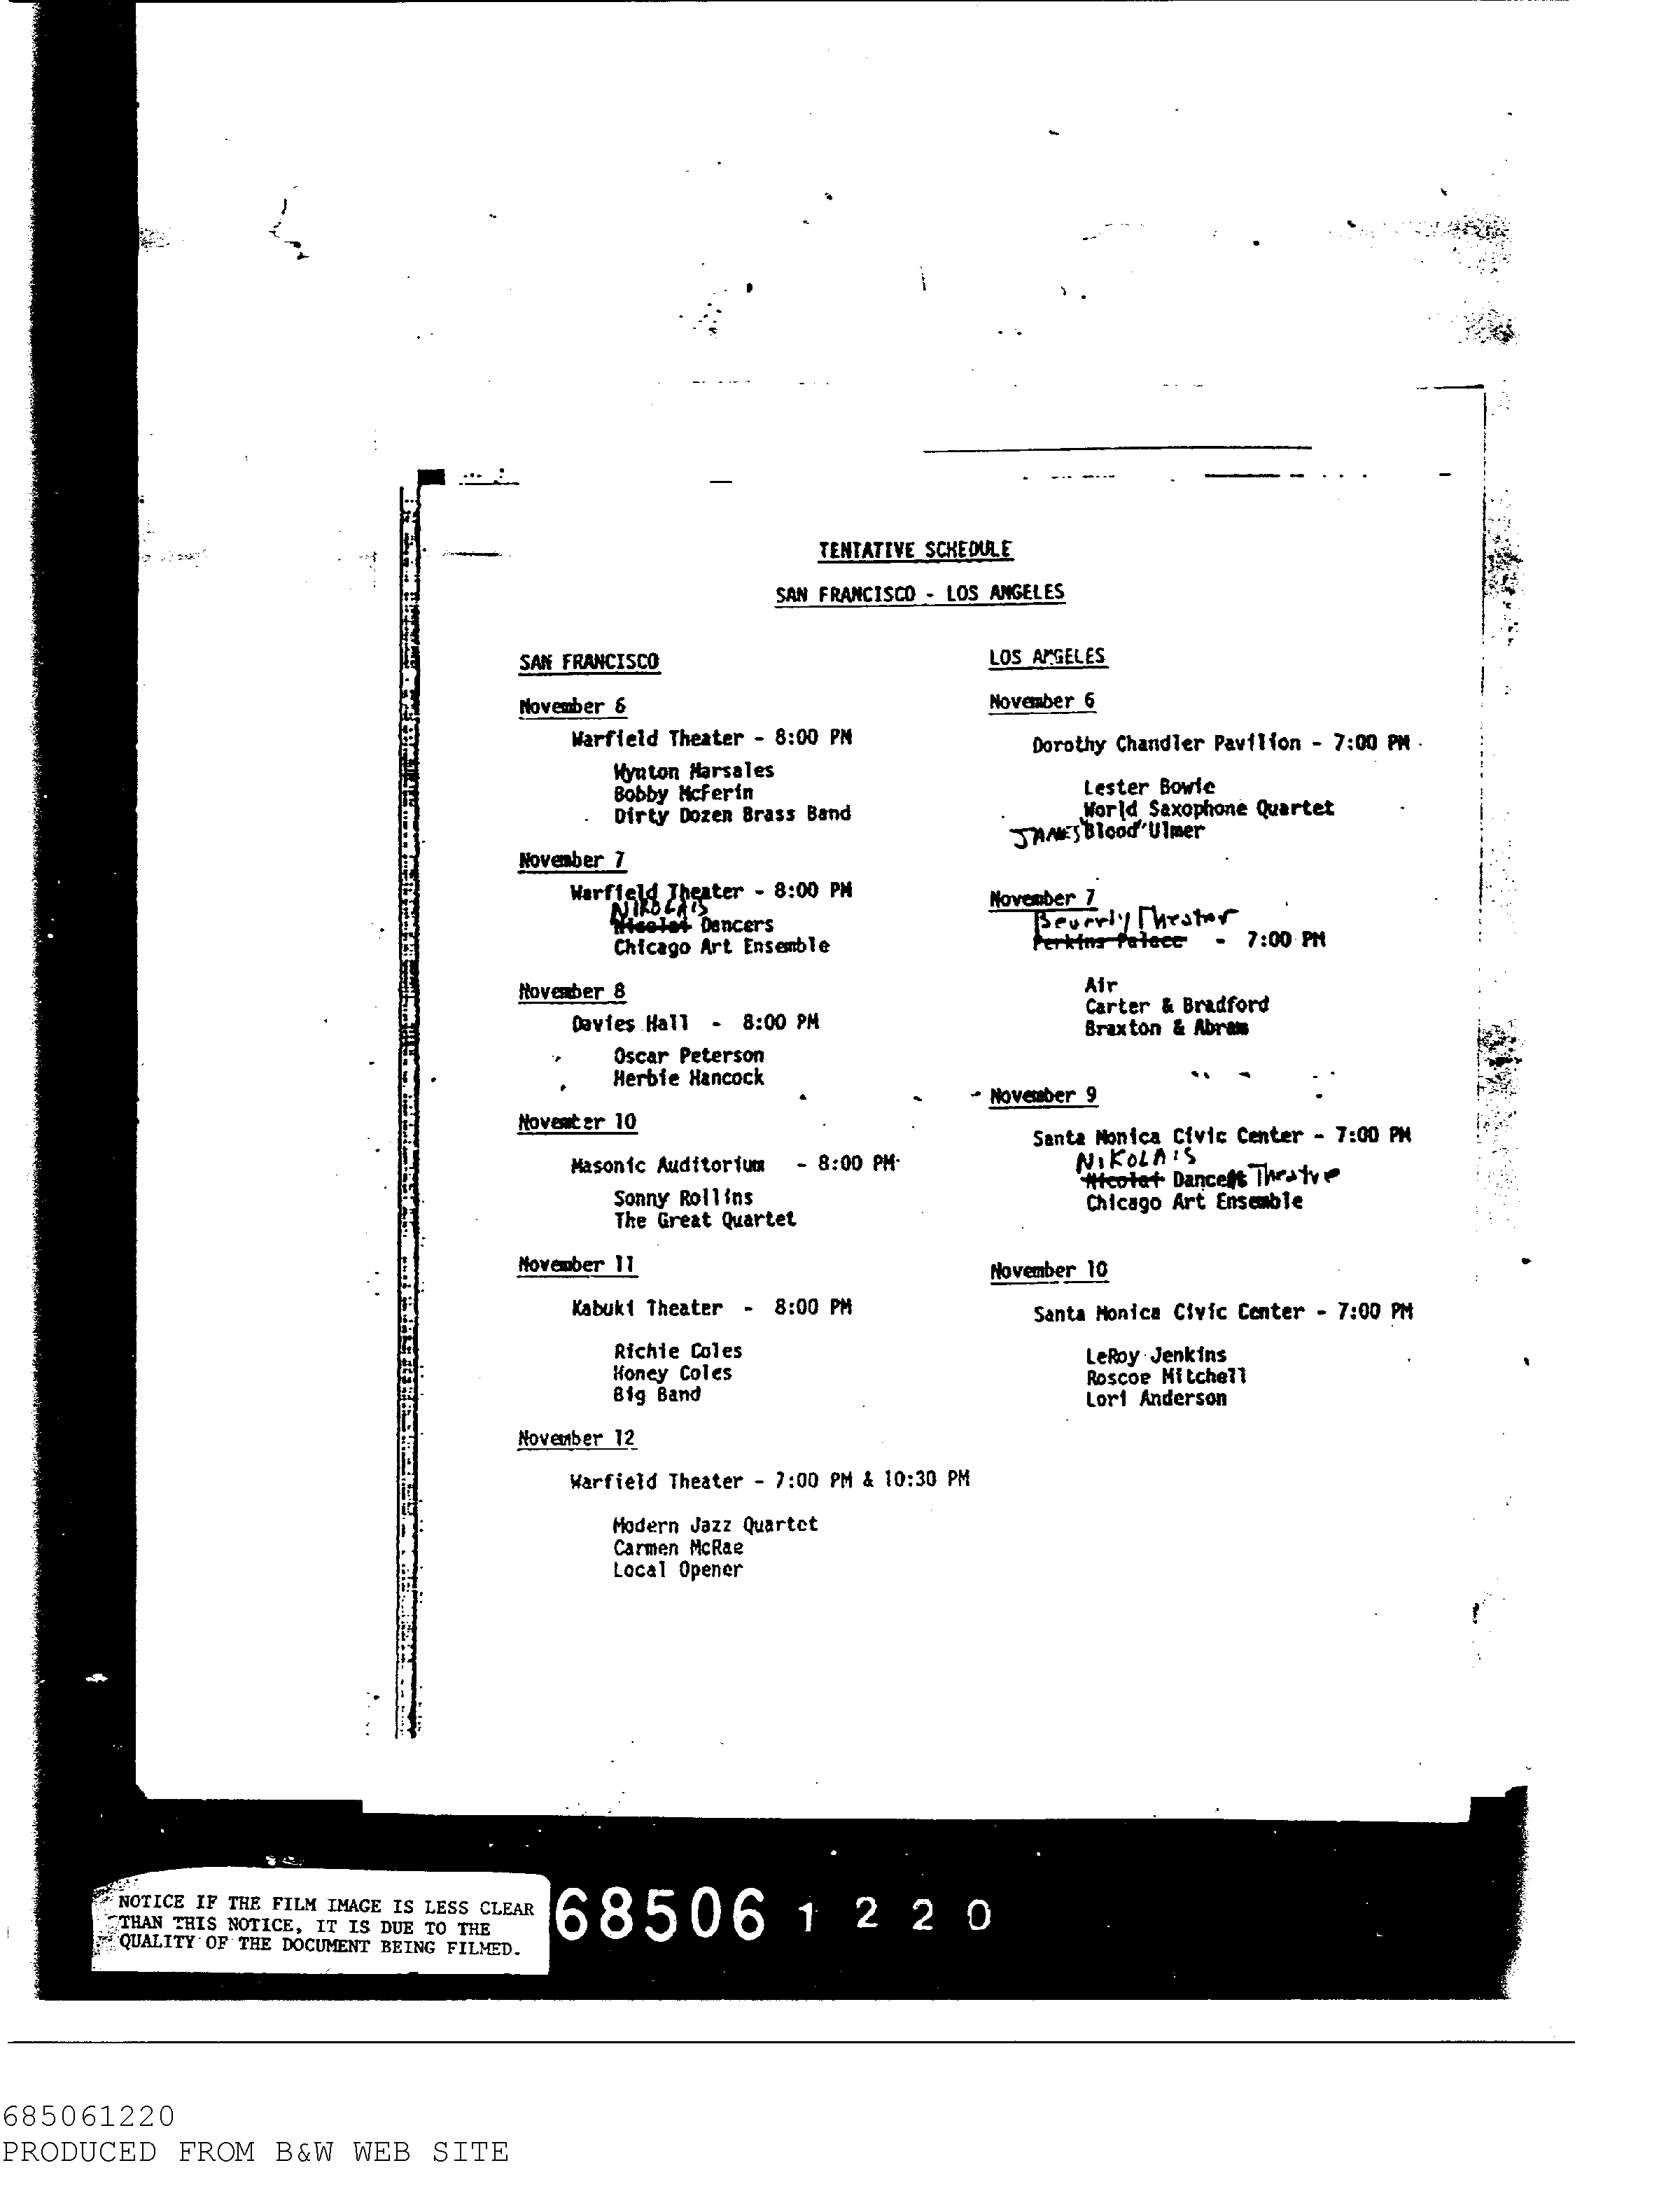 TENTATIVE SCHEDULE
SAN FRANCISCO - LOS ANGELES
SAN FRANCISCO
November 6
Warfield Theater - 8:00 PM
Wynton Marsales
Bobby McFerin
Dirty Dozen Brass Band
November 7
Warfield Theater - 8:00 PM
NIKOLAIS
Nicolai Dancers
Chicago Art Ensemble
November 8
Davies Hall - 8:00 PM
Oscar Peterson
Herbie Hancock
November 10
Masonic Auditorium - 8:00 PM
Sonny Rollins
The Great Quartet
November 11
Kabuki Theater - 8:00 PM
Richie Coles
Honey Coles
Big Band
November 12
Warfield Theater - 7:00 PM & 10:30 PM
Modern Jazz Quartet
Carmen McRae
Local Opener
LOS ANGELES
November 6
Dorothy Chandler Pavilion - 7:00 PM
Lester Bowie
World Saxophone Quartet
JAMES "Blood" Ulmer
November 7
Beverly Theater
Perkins Palace - 7:00 PM
Air
Carter & Bradford
Braxton & Abram
November 9
Santa Monica Civic Center - 7:00 PM
NIKOLAIS
Nicolai Dance Theatre
Chicago Art Ensemble
November 10
Santa Monica Civic Center - 7:00 PM
LeRoy Jenkins
Roscoe Mitchell
Lori Anderson
NOTICE IF THE FILM IMAGE IS LESS CLEAR
THAN THIS NOTICE, IT IS DUE TO THE
QUALITY OF THE DOCUMENT BEING FILMED.
68506 1 2 2 0
685061220
PRODUCED FROM B&W WEB SITE